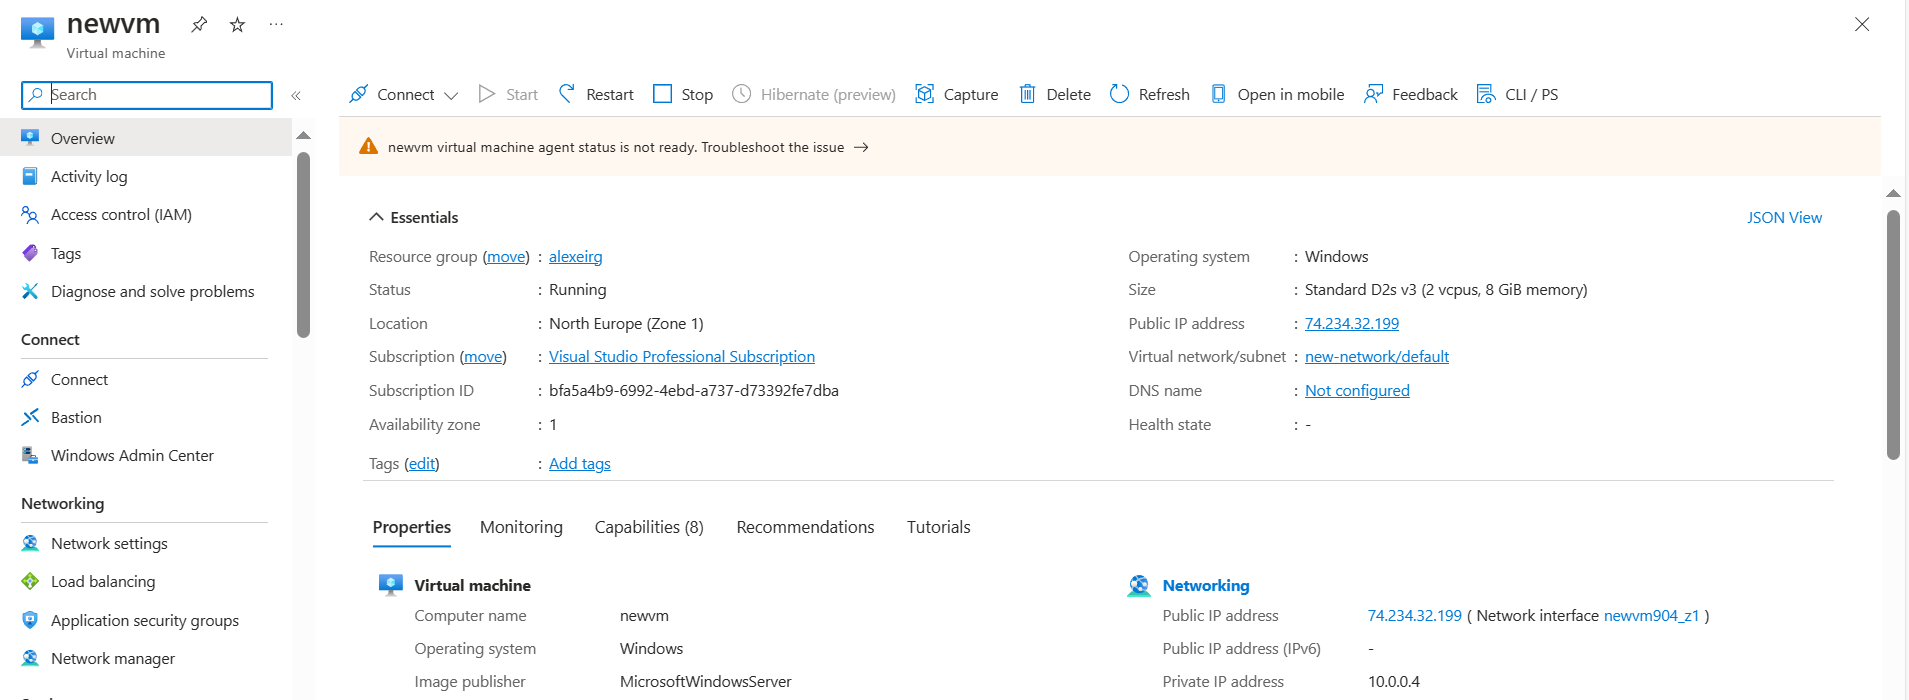 newvm
Virtual machine
Search
Connect
Start
Restart
Stop
Hibernate (preview)
Capture
Delete
Refresh
Open in mobile
Feedback
CLI / PS
Overview
Activity log
Access control (IAM)
Tags
Diagnose and solve problems
Connect
Connect
Bastion
Windows Admin Center
Networking
Network settings
Load balancing
Application security groups
Network manager
newvm virtual machine agent status is not ready. Troubleshoot the issue →
Essentials
JSON View
Resource group (move) : alexeirg
Status : Running
Location : North Europe (Zone 1)
Subscription (move) : Visual Studio Professional Subscription
Subscription ID : bfa5a4b9-6992-4ebd-a737-d73392fe7dba
Availability zone : 1
Tags (edit) : Add tags
Operating system : Windows
Size : Standard D2s v3 (2 vcpus, 8 GiB memory)
Public IP address : 74.234.32.199
Virtual network/subnet : new-network/default
DNS name : Not configured
Health state : -
Properties
Monitoring
Capabilities (8)
Recommendations
Tutorials
Virtual machine
Computer name newvm
Operating system Windows
Image publisher MicrosoftWindowsServer
Networking
Public IP address 74.234.32.199 ( Network interface newvm904_z1 )
Public IP address (IPv6) -
Private IP address 10.0.0.4